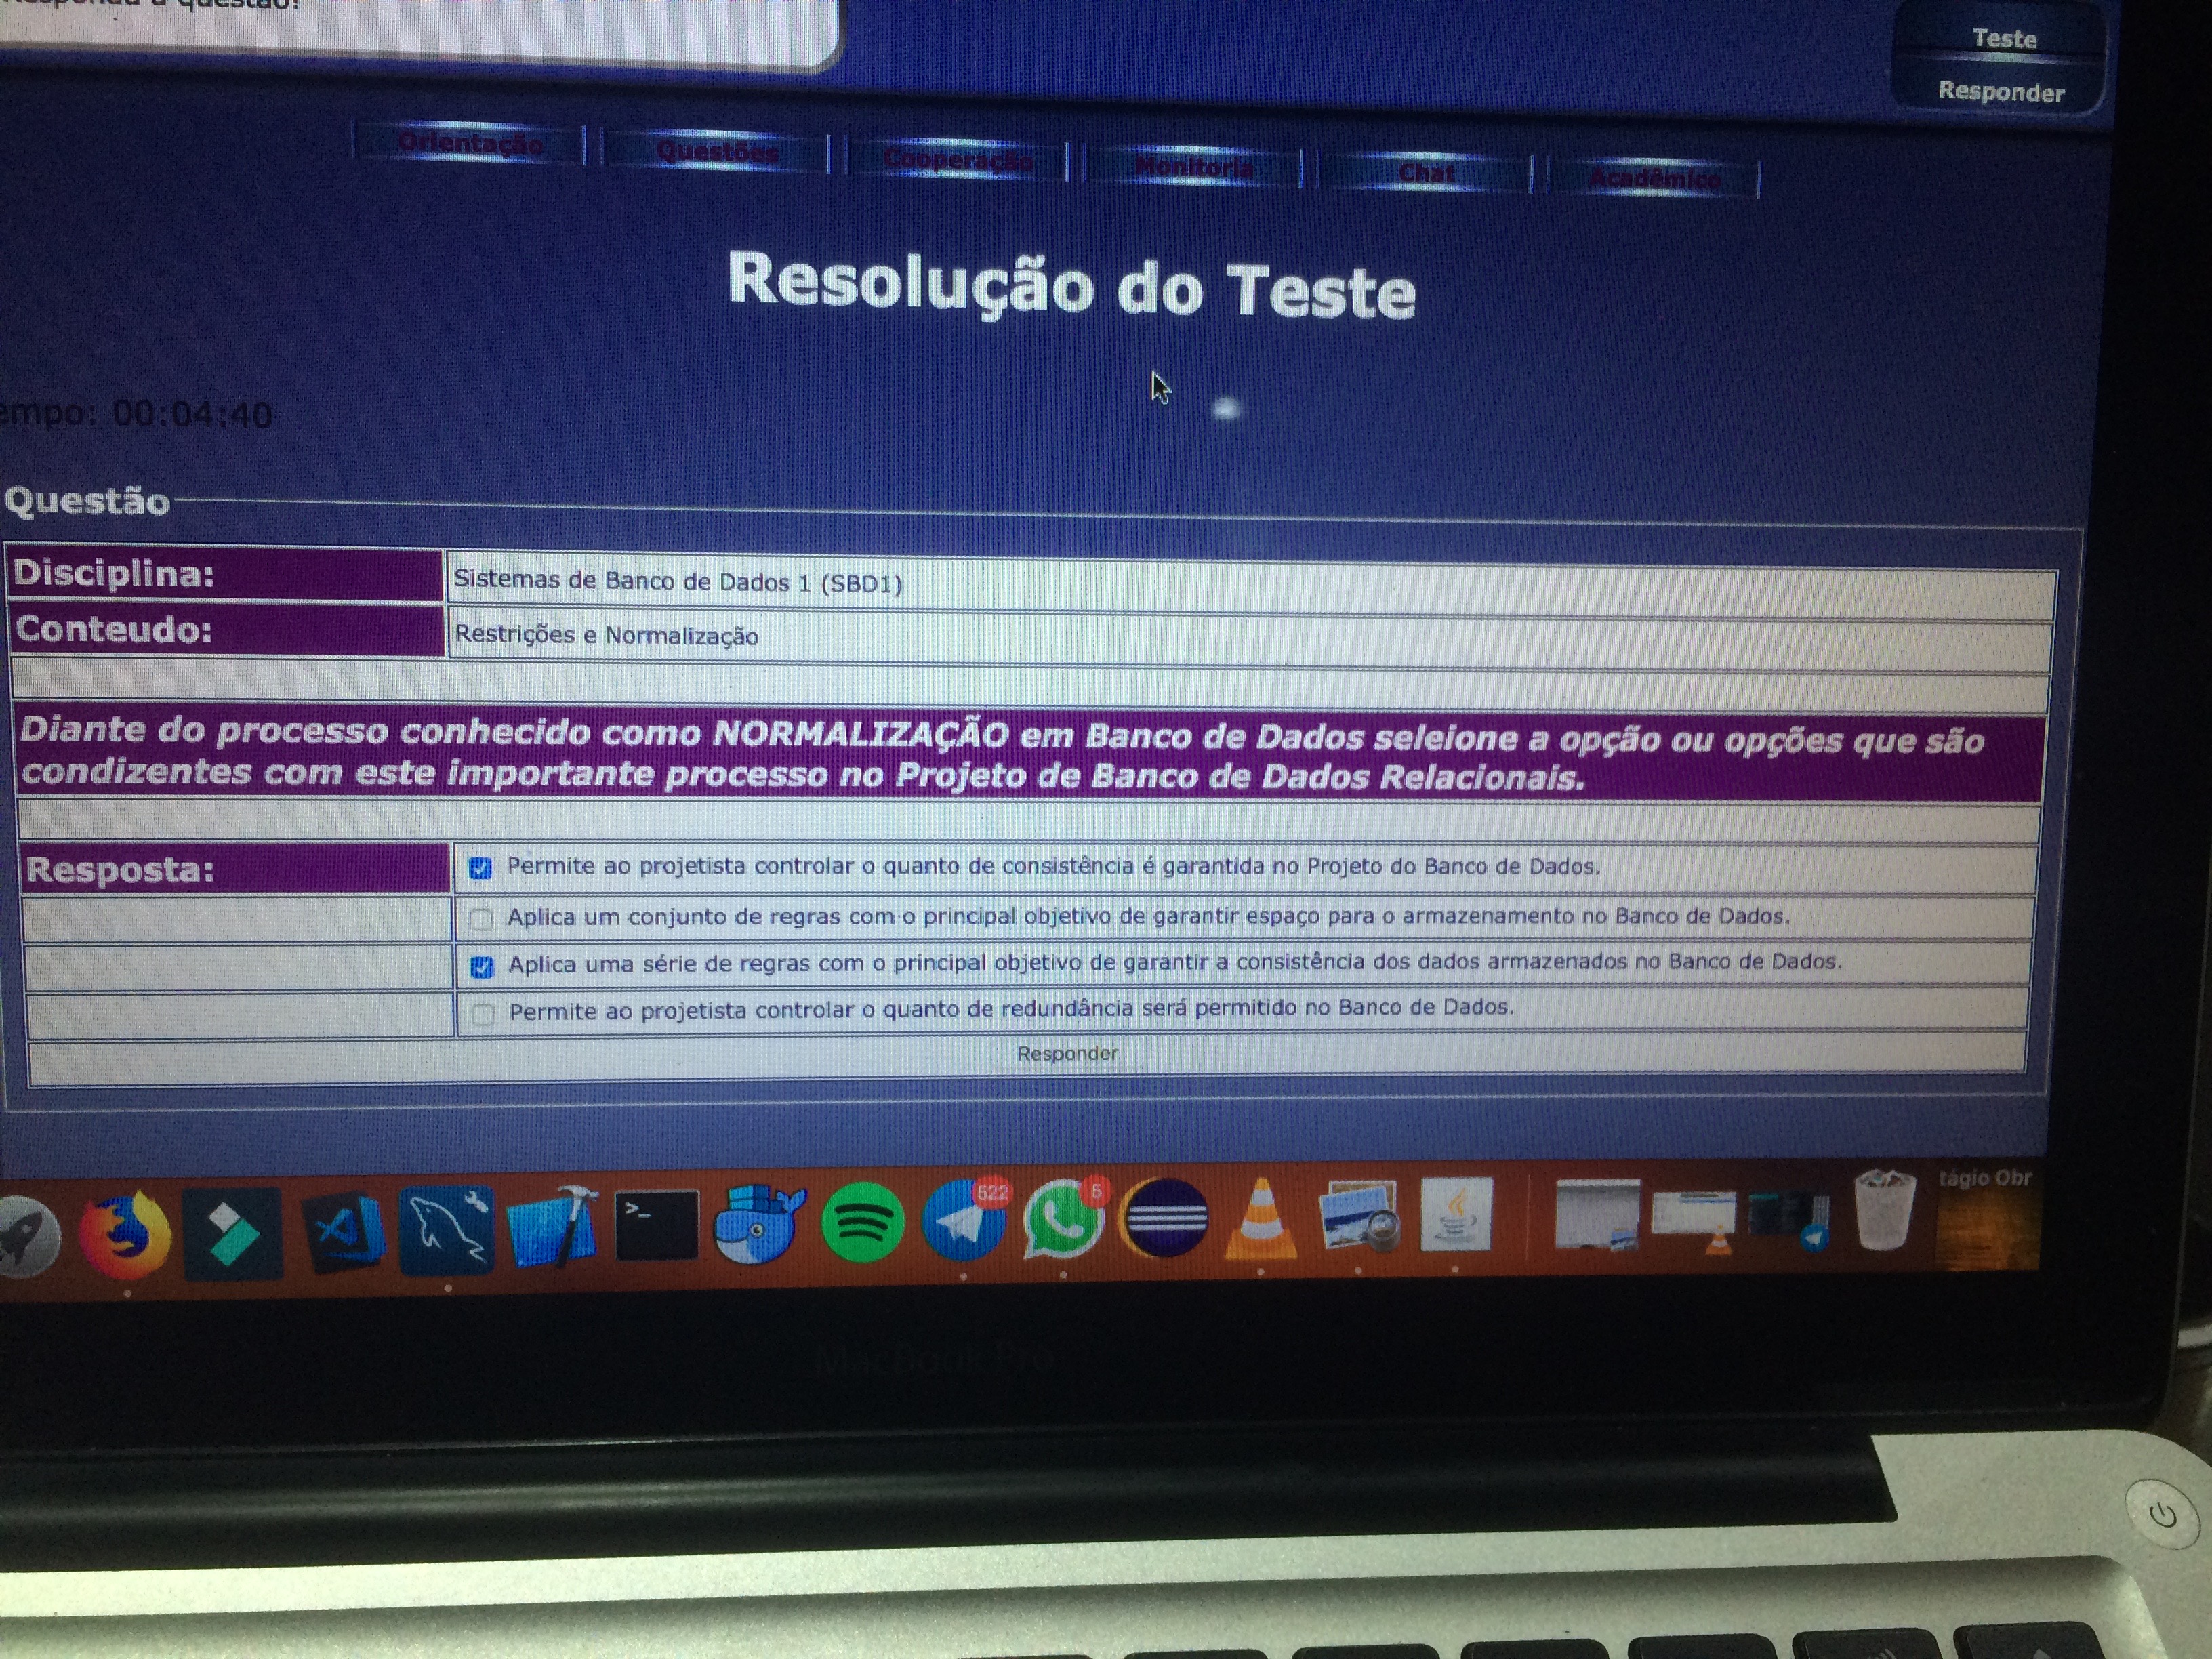 a questão!
Teste
Responder
Orientação
Questões
Cooperação
Monitoria
Chat
Acadêmico
Resolução do Teste
empo: 00:04:40
Questão
Disciplina:
Sistemas de Banco de Dados 1 (SBD1)
Conteudo:
Restrições e Normalização
Diante do processo conhecido como NORMALIZAÇÃO em Banco de Dados seleione a opção ou opções que são
condizentes com este importante processo no Projeto de Banco de Dados Relacionais.
Resposta:
Permite ao projetista controlar o quanto de consistência é garantida no Projeto do Banco de Dados.
Aplica um conjunto de regras com o principal objetivo de garantir espaço para o armazenamento no Banco de Dados.
Aplica uma série de regras com o principal objetivo de garantir a consistência dos dados armazenados no Banco de Dados.
Permite ao projetista controlar o quanto de redundância será permitido no Banco de Dados.
Responder
>_
522
5
tágio Obr
MacBook Pro